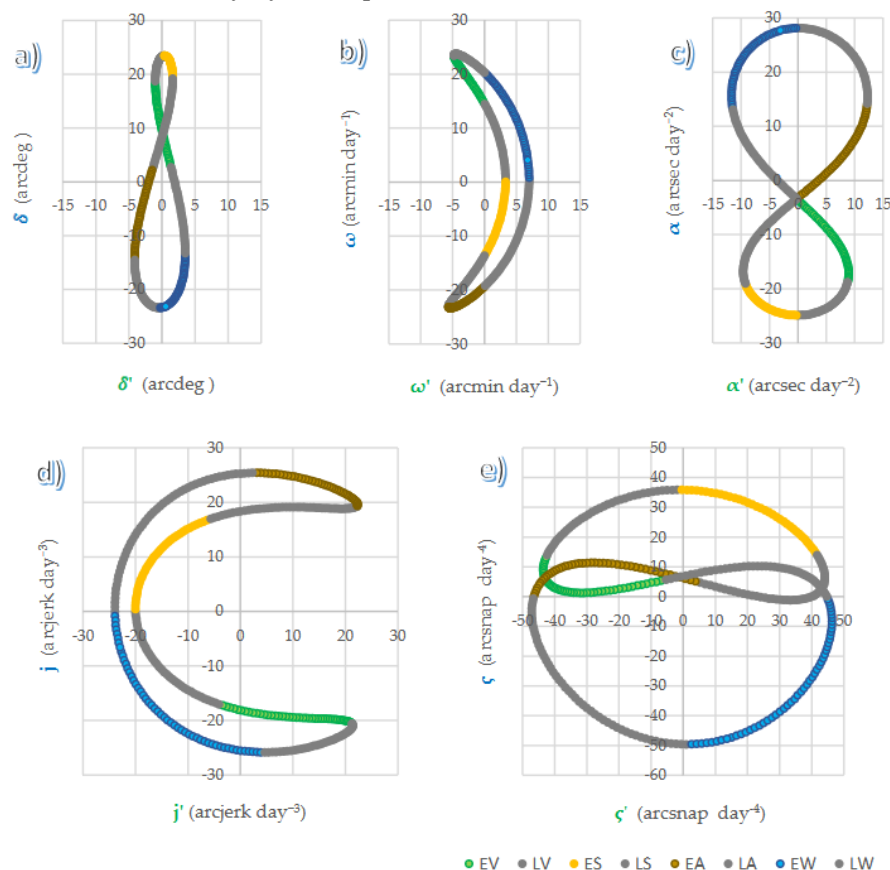 a)
30
20
10
0
-10
-20
-30
-15 -10 -5 0 5 10 15
δ (arcdeg )
δ' (arcdeg )
b)
30
20
10
0
-10
-20
-30
-15 -10 -5 0 5 10 15
ω (arcmin day⁻¹)
ω' (arcmin day⁻¹)
c)
30
20
10
0
-10
-20
-30
-15 -10 -5 0 5 10 15
α (arcsec day⁻²)
α' (arcsec day⁻²)
d)
30
20
10
0
-10
-20
-30
-30 -20 -10 0 10 20 30
j (arcjerk day⁻³)
j' (arcjerk day⁻³)
e)
50
40
30
20
10
0
-10
-20
-30
-40
-50
-60
-50 -40 -30 -20 -10 0 10 20 30 40 50
ς (arcsnap day⁻⁴)
ς' (arcsnap day⁻⁴)
EV LV ES LS EA LA EW LW